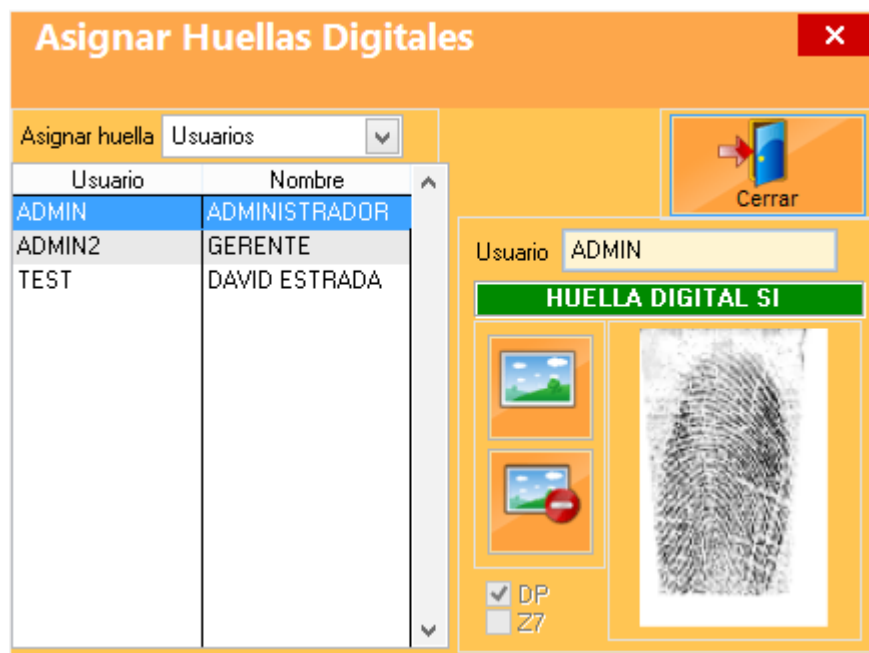 Asignar Huellas Digitales
Asignar huella Usuarios
Cerrar
Usuario Nombre
ADMIN ADMINISTRADOR
ADMIN2 GERENTE
TEST DAVID ESTRADA
Usuario ADMIN
HUELLA DIGITAL SI
DP
Z7